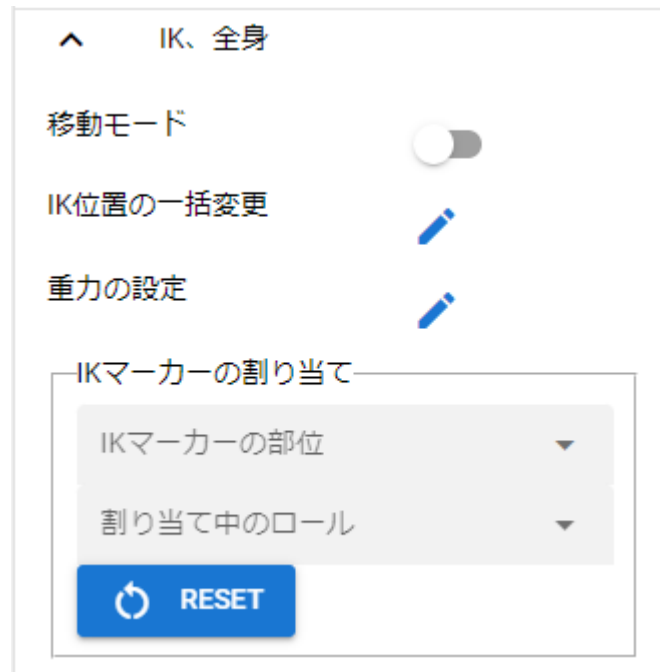 IK、全身
移動モード
IK位置の一括変更
重力の設定
IKマーカーの割り当て
IKマーカーの部位
割り当て中のロール
RESET